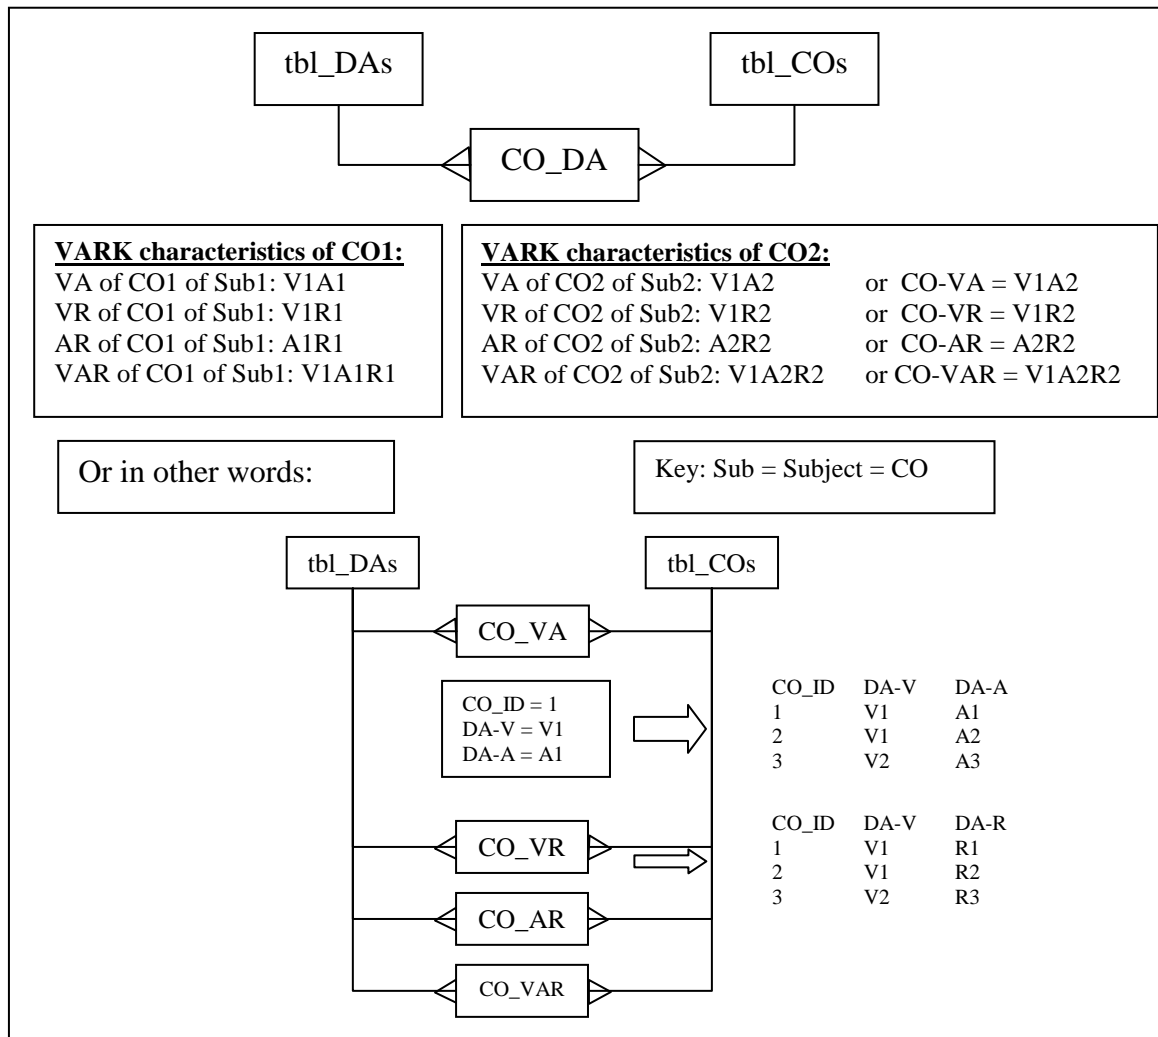 tbl_DAs
tbl_COs
CO_DA
VARK characteristics of CO1:
VA of CO1 of Sub1: V1A1
VR of CO1 of Sub1: V1R1
AR of CO1 of Sub1: A1R1
VAR of CO1 of Sub1: V1A1R1
VARK characteristics of CO2:
VA of CO2 of Sub2: V1A2 or CO-VA = V1A2
VR of CO2 of Sub2: V1R2 or CO-VR = V1R2
AR of CO2 of Sub2: A2R2 or CO-AR = A2R2
VAR of CO2 of Sub2: V1A2R2 or CO-VAR = V1A2R2
Or in other words:
Key: Sub = Subject = CO
tbl_DAs
tbl_COs
CO_VA
CO_ID = 1
DA-V = V1
DA-A = A1
CO_ID DA-V DA-A
1 V1 A1
2 V1 A2
3 V2 A3
CO_VR
CO_ID DA-V DA-R
1 V1 R1
2 V1 R2
3 V2 R3
CO_AR
CO_VAR